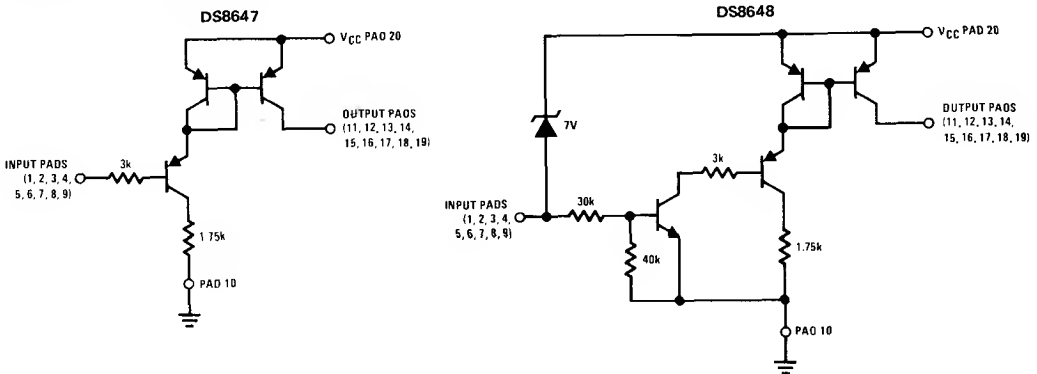 DS8647
VCC PAD 20
OUTPUT PADS
(11, 12, 13, 14,
15, 16, 17, 18, 19)
INPUT PADS
(1, 2, 3, 4,
5, 6, 7, 8, 9)
3k
1.75k
PAD 10
DS8648
VCC PAD 20
OUTPUT PADS
(11, 12, 13, 14,
15, 16, 17, 18, 19)
7V
3k
INPUT PADS
(1, 2, 3, 4,
5, 6, 7, 8, 9)
30k
40k
1.75k
PAD 10